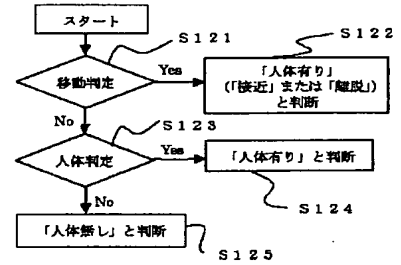 スタート
S121
S122
移動判定
Yes
「人体有り」
(「接近」または「離脱」)
と判断
No
S123
人体判定
Yes
「人体有り」と判断
No
S124
「人体無し」と判断
S125